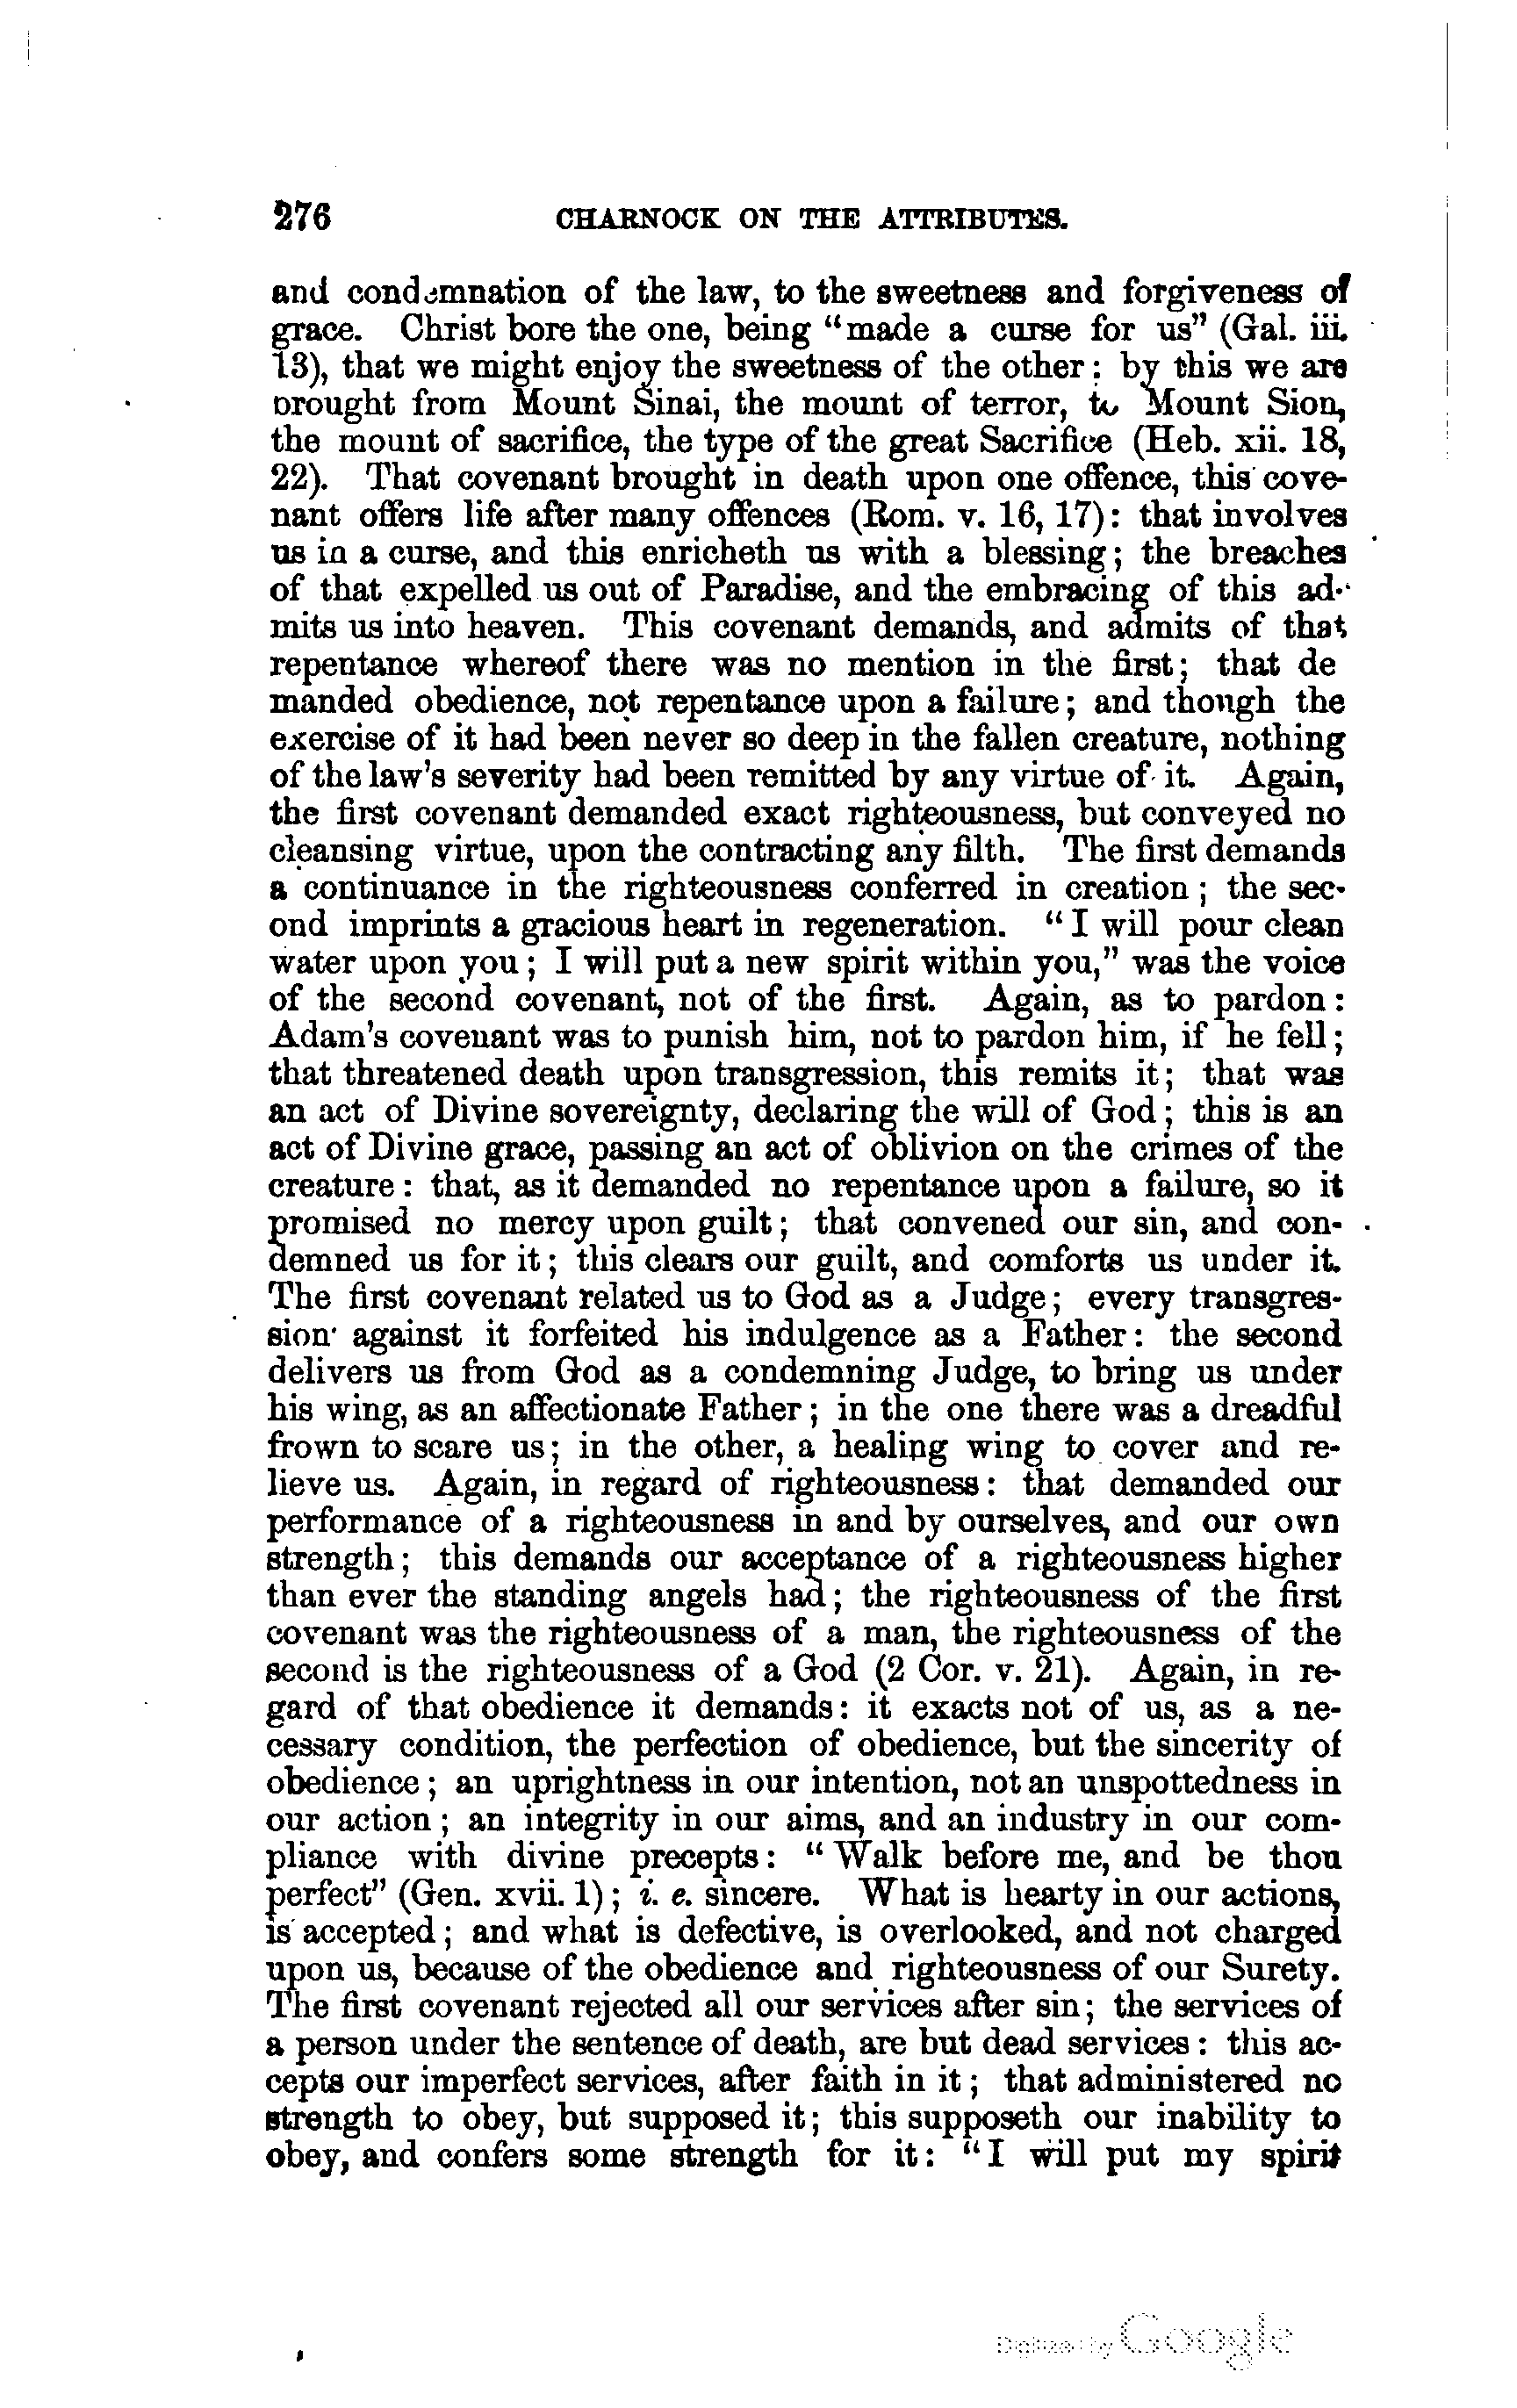 276 CHARNOCK ON THE ATTRIBUTES.
and condemnation of the law, to the sweetness and forgiveness of
grace. Christ bore the one, being “made a curse for us” (Gal. iii.
13), that we might enjoy the sweetness of the other: by this we are
brought from Mount Sinai, the mount of terror, to Mount Sion,
the mount of sacrifice, the type of the great Sacrifice (Heb. xii. 18,
22). That covenant brought in death upon one offence, this cove-
nant offers life after many offences (Rom. v. 16, 17): that involves
us in a curse, and this enricheth us with a blessing; the breaches
of that expelled us out of Paradise, and the embracing of this ad-
mits us into heaven. This covenant demands, and admits of that
repentance whereof there was no mention in the first; that de
manded obedience, not repentance upon a failure; and though the
exercise of it had been never so deep in the fallen creature, nothing
of the law’s severity had been remitted by any virtue of it. Again,
the first covenant demanded exact righteousness, but conveyed no
cleansing virtue, upon the contracting any filth. The first demands
a continuance in the righteousness conferred in creation; the sec-
ond imprints a gracious heart in regeneration. “I will pour clean
water upon you; I will put a new spirit within you,” was the voice
of the second covenant, not of the first. Again, as to pardon:
Adam’s covenant was to punish him, not to pardon him, if he fell;
that threatened death upon transgression, this remits it; that was
an act of Divine sovereignty, declaring the will of God; this is an
act of Divine grace, passing an act of oblivion on the crimes of the
creature: that, as it demanded no repentance upon a failure, so it
promised no mercy upon guilt; that convened our sin, and con-
demned us for it; this clears our guilt, and comforts us under it.
The first covenant related us to God as a Judge; every transgres-
sion against it forfeited his indulgence as a Father: the second
delivers us from God as a condemning Judge, to bring us under
his wing, as an affectionate Father; in the one there was a dreadful
frown to scare us; in the other, a healing wing to cover and re-
lieve us. Again, in regard of righteousness: that demanded our
performance of a righteousness in and by ourselves, and our own
strength; this demands our acceptance of a righteousness higher
than ever the standing angels had; the righteousness of the first
covenant was the righteousness of a man, the righteousness of the
second is the righteousness of a God (2 Cor. v. 21). Again, in re-
gard of that obedience it demands: it exacts not of us, as a ne-
cessary condition, the perfection of obedience, but the sincerity of
obedience; an uprightness in our intention, not an unspottedness in
our action; an integrity in our aims, and an industry in our com-
pliance with divine precepts: “Walk before me, and be thou
perfect” (Gen. xvii. 1); i. e. sincere. What is hearty in our actions,
is accepted; and what is defective, is overlooked, and not charged
upon us, because of the obedience and righteousness of our Surety.
The first covenant rejected all our services after sin; the services of
a person under the sentence of death, are but dead services: this ac-
cepts our imperfect services, after faith in it; that administered no
strength to obey, but supposed it; this supposeth our inability to
obey, and confers some strength for it: “I will put my spirit
Digitized by Google